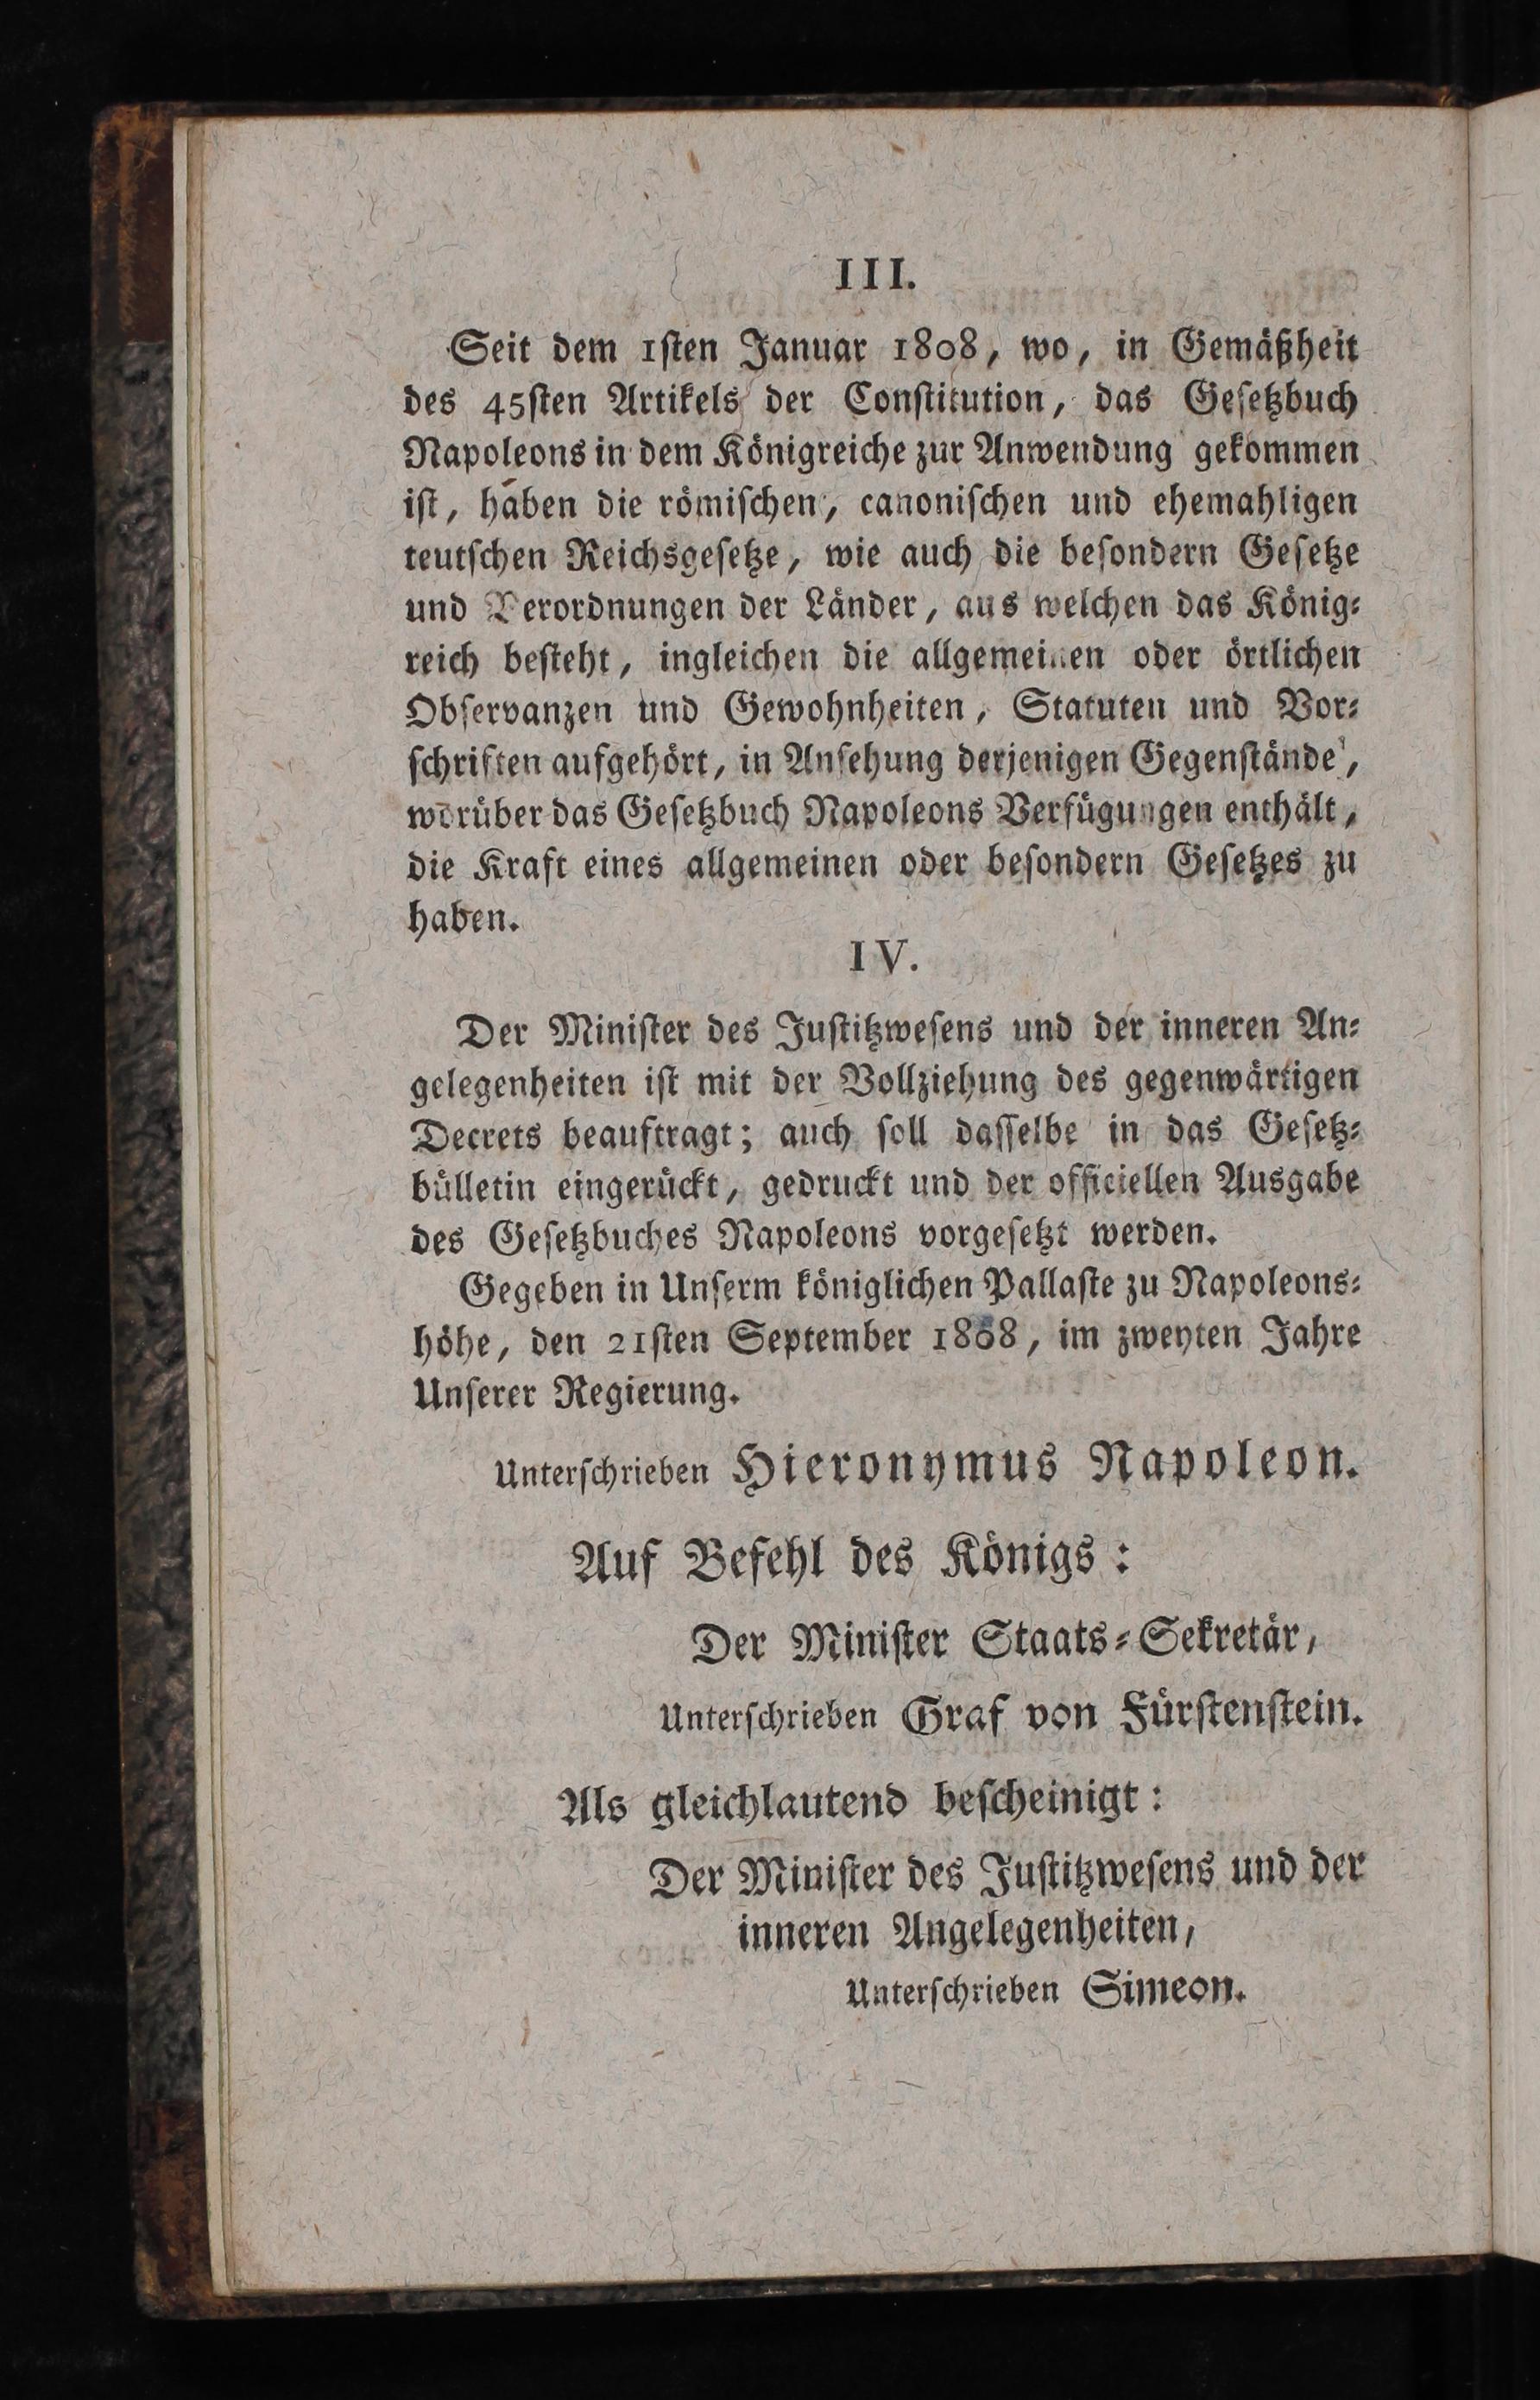 III.
Seit dem 1ſten Januar 1808, wo, in Gemäßheit
des 45ſten Artikels der Conſtitution, das Geſetzbuch
Napoleons in dem Königreiche zur Anwendung gekommen
iſt, haben die römiſchen, canoniſchen und ehemahligen
teutſchen Reichsgeſetze, wie auch die beſondern Geſetze
und Verordnungen der Länder, aus welchen das König⸗
reich beſteht, ingleichen die allgemeinen oder örtlichen
Obſervanzen und Gewohnheiten, Statuten und Vor⸗
ſchriften aufgehört, in Anſehung derjenigen Gegenſtände,
worüber das Geſetzbuch Napoleons Verfügungen enthält,
die Kraft eines allgemeinen oder beſondern Geſetzes zu
haben.
IV.
Der Miniſter des Juſtitzweſens und der inneren An⸗
gelegenheiten iſt mit der Vollziehung des gegenwärtigen
Decrets beauftragt; auch ſoll daſſelbe in das Geſetz⸗
bülletin eingerückt, gedruckt und der officiellen Ausgabe
des Geſetzbuches Napoleons vorgeſetzt werden.
Gegeben in Unſerm königlichen Pallaſte zu Napoleons⸗
höhe, den 21ſten September 1808, im zweyten Jahre
Unſerer Regierung.
Unterſchrieben Hieronymus Napoleon.
Auf Befehl des Königs:
Der Miniſter Staats⸗Sekretär,
Unterſchrieben Graf von Fürſtenſtein.
Als gleichlautend beſcheinigt:
Der Miniſter des Juſtitzweſens und der
inneren Angelegenheiten,
Unterſchrieben Simeon.